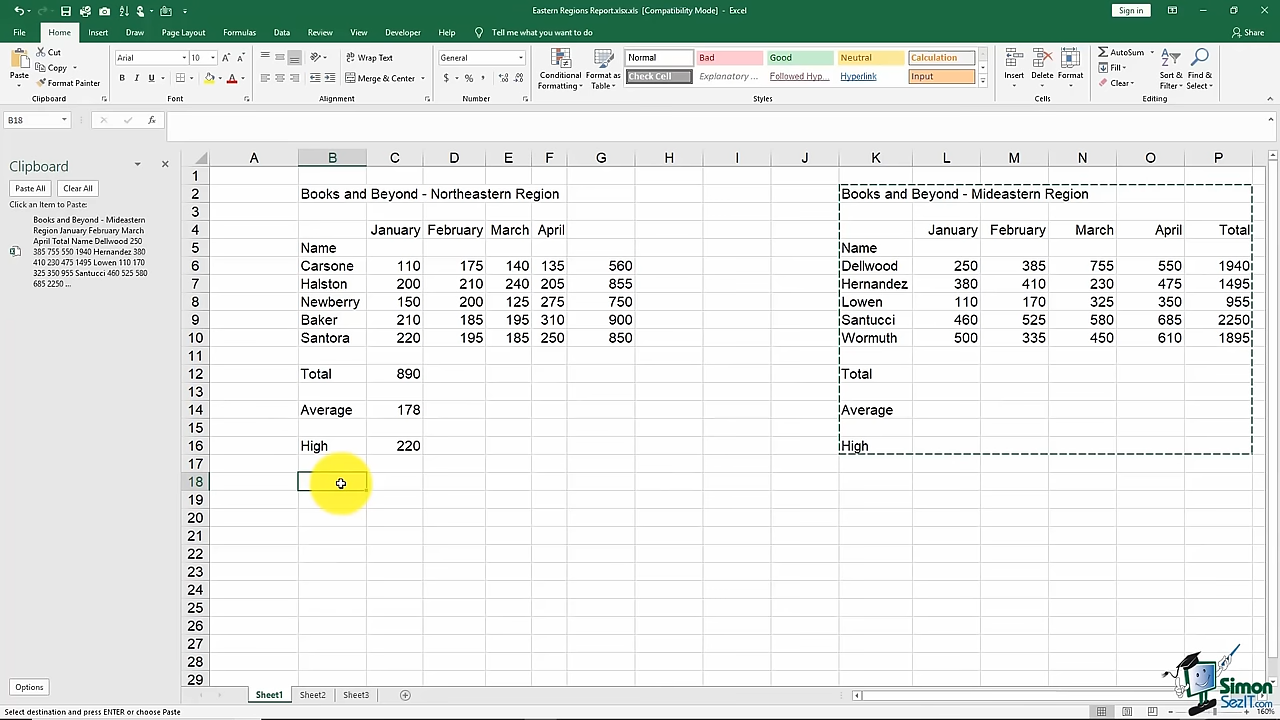 Eastern Regions Report.xlsx.xls [Compatibility Mode] - Excel
Sign in
File Home Insert Draw Page Layout Formulas Data Review View Developer Help Tell me what you want to do Share
Paste Cut Copy Format Painter
Clipboard
Arial 10
B I U
Font
Wrap Text
Merge & Center
Alignment
General
$ % ,
Number
Conditional Formatting Format as Table
Normal Bad Good Neutral Calculation
Check Cell Explanatory ... Followed Hyp... Hyperlink Input
Styles
Insert Delete Format
Cells
AutoSum
Fill
Clear
Sort & Filter Find & Select
Editing
B18 fx
Clipboard
Paste All Clear All
Click an Item to Paste:
Books and Beyond - Mideastern
Region January February March
April Total Name Dellwood 250
385 755 550 1940 Hernandez 380
410 230 475 1495 Lowen 110 170
325 350 955 Santucci 460 525 580
685 2250 ...
Options
A B C D E F G H I J K L M N O P
1
2 Books and Beyond - Northeastern Region Books and Beyond - Mideastern Region
3
4 January February March April January February March April Total
5 Name Name
6 Carsone 110 175 140 135 560 Dellwood 250 385 755 550 1940
7 Halston 200 210 240 205 855 Hernandez 380 410 230 475 1495
8 Newberry 150 200 125 275 750 Lowen 110 170 325 350 955
9 Baker 210 185 195 310 900 Santucci 460 525 580 685 2250
10 Santora 220 195 185 250 850 Wormuth 500 335 450 610 1895
11
12 Total 890 Total
13
14 Average 178 Average
15
16 High 220 High
17
18
19
20
21
22
23
24
25
26
27
28
29
Sheet1 Sheet2 Sheet3
Select destination and press ENTER or choose Paste
160%
Simon
SezIT.com